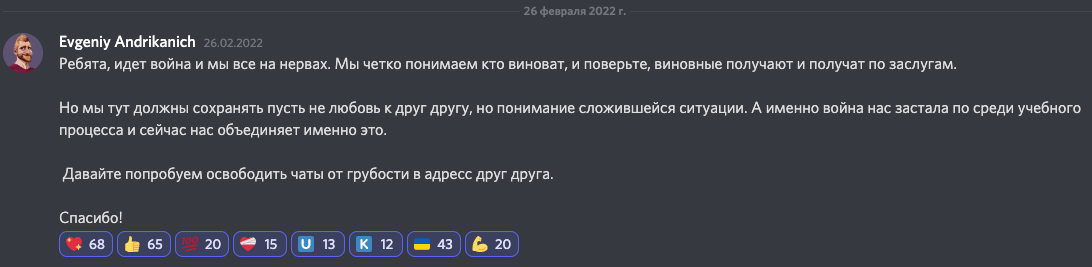 26 февраля 2022 г.
Evgeniy Andrikanich 26.02.2022
Ребята, идет война и мы все на нервах. Мы четко понимаем кто виноват, и поверьте, виновные получают и получат по заслугам.
Но мы тут должны сохранять пусть не любовь к друг другу, но понимание сложившейся ситуации. А именно война нас застала по среди учебного
процесса и сейчас нас объединяет именно это.
Давайте попробуем освободить чаты от грубости в адресс друг друга.
Спасибо!
68 65 100 20 15 U 13 K 12 43 20